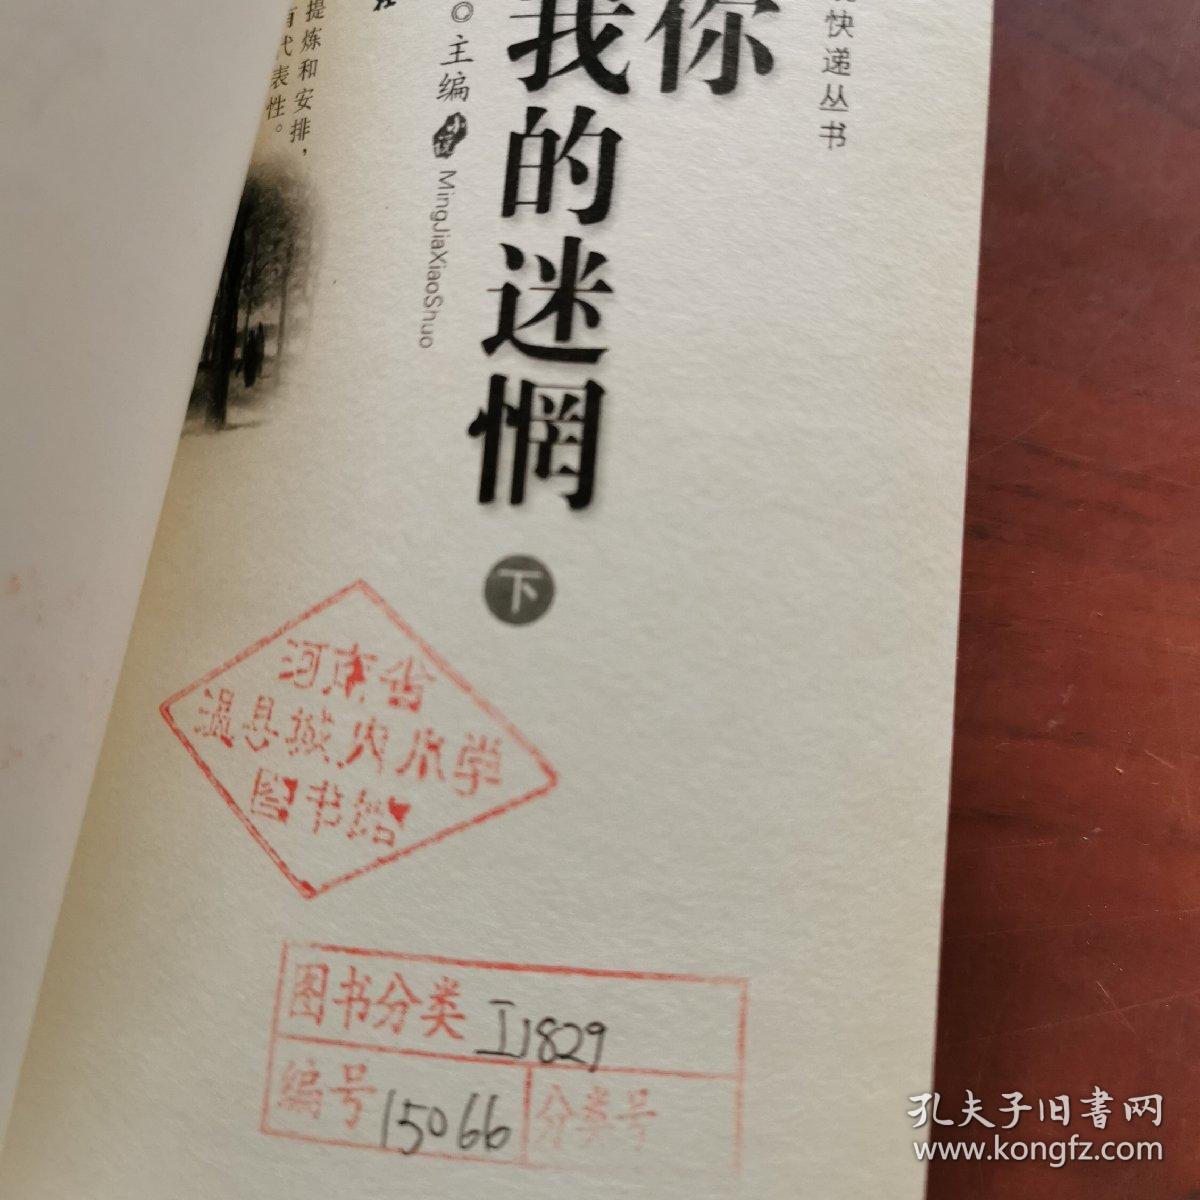 快递丛书
你
我的迷惘
下
主编
MingJiaXiaoShuo
提炼和安排，
有代表性。
河南省
温县城内小学
图书馆
图书分类 I1829
编号 15066 分类号
孔夫子旧书网
www.kongfz.com